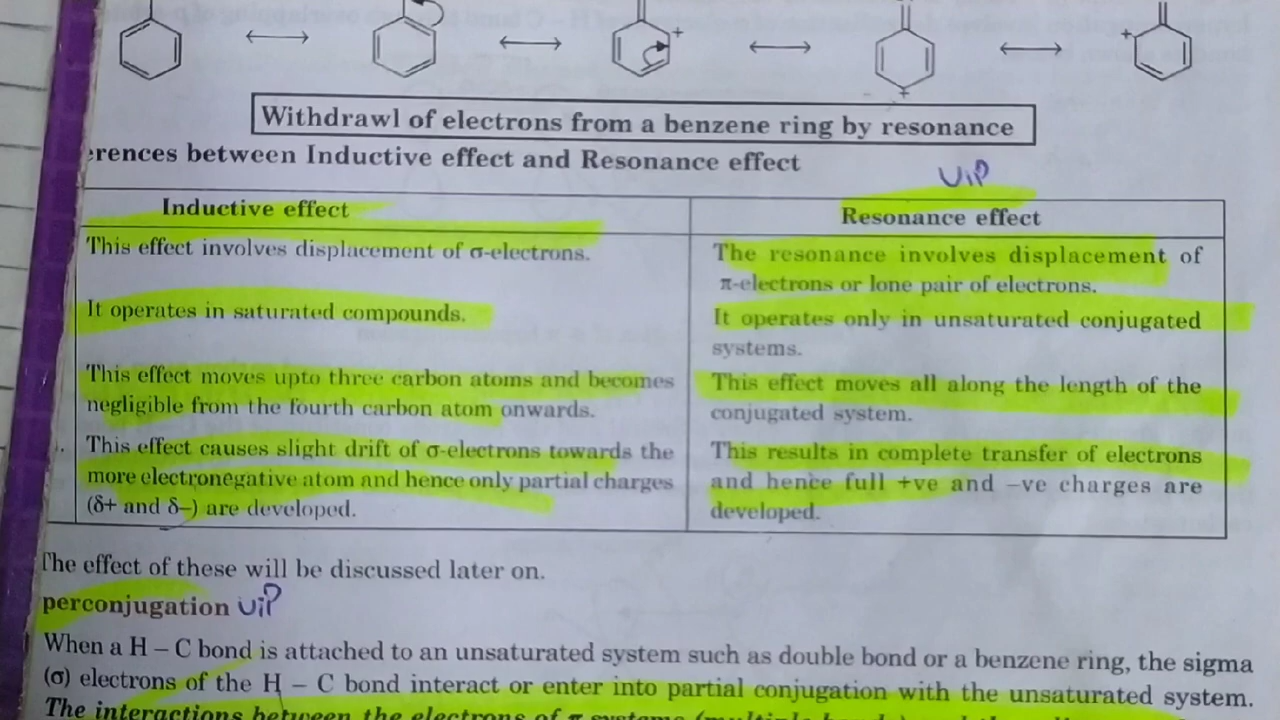 +
+
+
Withdrawl of electrons from a benzene ring by resonance
erences between Inductive effect and Resonance effect
ViP
Inductive effect
Resonance effect
This effect involves displacement of σ-electrons.
The resonance involves displacement of
π-electrons or lone pair of electrons.
It operates in saturated compounds.
It operates only in unsaturated conjugated
systems.
This effect moves upto three carbon atoms and becomes
negligible from the fourth carbon atom onwards.
This effect moves all along the length of the
conjugated system.
This effect causes slight drift of σ-electrons towards the
more electronegative atom and hence only partial charges
(δ+ and δ–) are developed.
This results in complete transfer of electrons
and hence full +ve and –ve charges are
developed.
The effect of these will be discussed later on.
perconjugation ViP
When a H – C bond is attached to an unsaturated system such as double bond or a benzene ring, the sigma
(σ) electrons of the H – C bond interact or enter into partial conjugation with the unsaturated system.
The interactions between the electrons of π systems